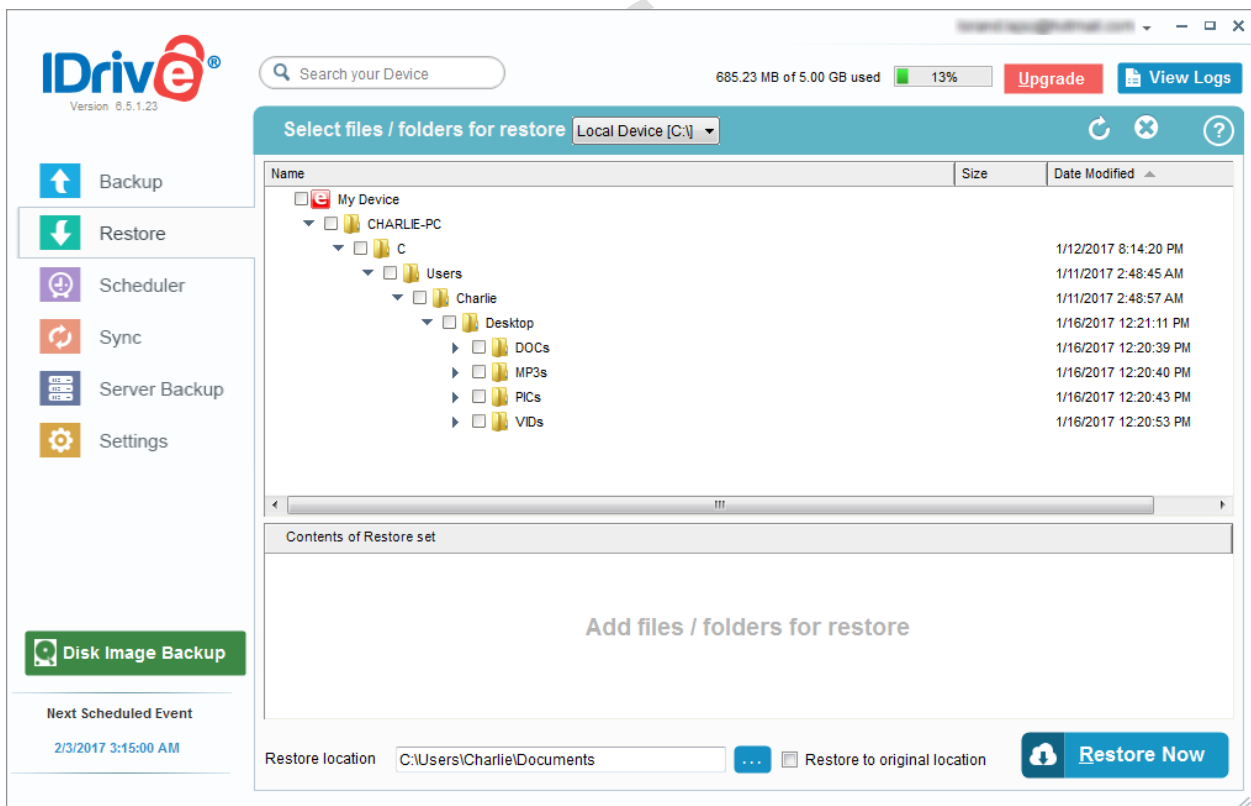 IDrive®
Version 6.5.1.23
Search your Device
685.23 MB of 5.00 GB used 13% Upgrade View Logs
Select files / folders for restore Local Device [C:\]
Backup
Restore
Scheduler
Sync
Server Backup
Settings
Name Size Date Modified
My Device
CHARLIE-PC
C 1/12/2017 8:14:20 PM
Users 1/11/2017 2:48:45 AM
Charlie 1/11/2017 2:48:57 AM
Desktop 1/16/2017 12:21:11 PM
DOCs 1/16/2017 12:20:39 PM
MP3s 1/16/2017 12:20:40 PM
PICs 1/16/2017 12:20:43 PM
VIDs 1/16/2017 12:20:53 PM
Contents of Restore set
Add files / folders for restore
Disk Image Backup
Next Scheduled Event
2/3/2017 3:15:00 AM
Restore location C:\Users\Charlie\Documents ... Restore to original location Restore Now